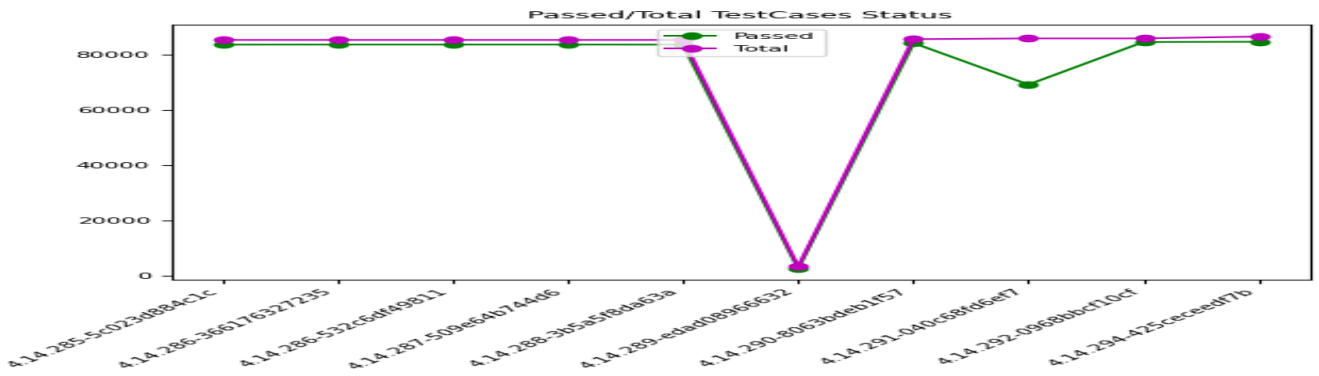 Passed/Total TestCases Status
Passed
Total
80000
60000
40000
20000
0
4.14.285-5c023d884c1c
4.14.286-366176327235
4.14.286-532c6df49811
4.14.287-509e64b744d6
4.14.288-3b5a5f8da63a
4.14.289-edad08966632
4.14.290-8063bdeb1f57
4.14.291-040c68fd6ef7
4.14.292-0968bbcf10cf
4.14.294-425ceceedf7b